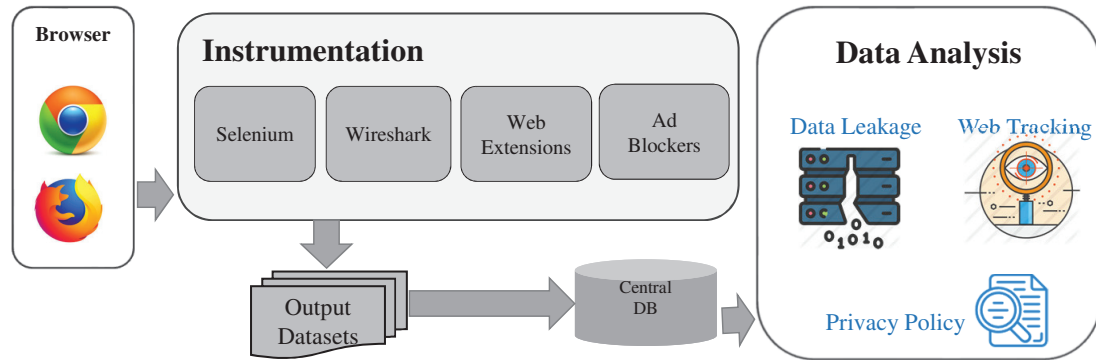 Browser
Instrumentation
Selenium
Wireshark
Web
Extensions
Ad
Blockers
Output
Datasets
Central
DB
Data Analysis
Data Leakage
Web Tracking
0 1 0 1 0
Privacy Policy